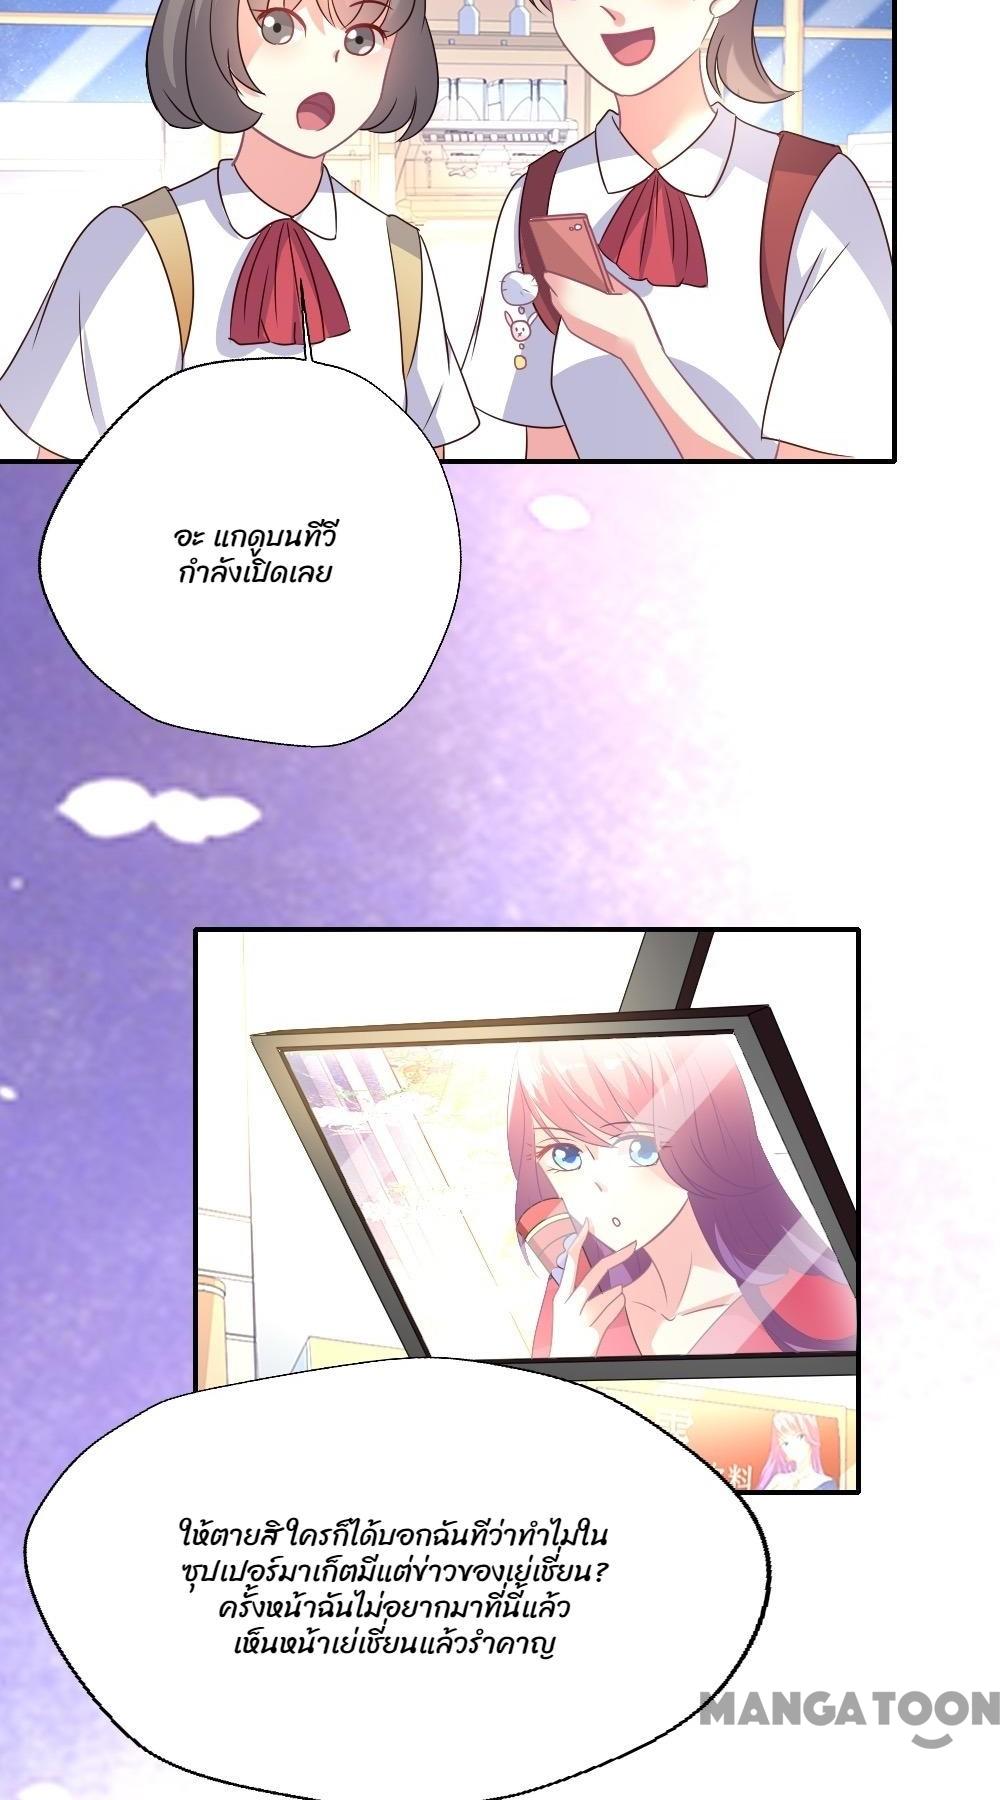 อะ แกดูบนทีวี
กำลังเปิดเลย
料
ให้ตายสิ ใครก็ได้บอกฉันทีว่าทำไมใน
ซุปเปอร์มาเก็ตมีแต่ข่าวของเย่เชี่ยน?
ครั้งหน้าฉันไม่อยากมาที่นี้แล้ว
เห็นหน้าเย่เชี่ยนแล้วรำคาญ
MANGATOON